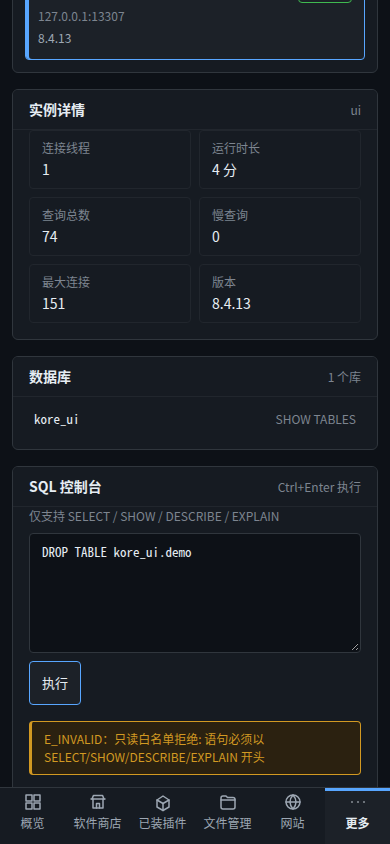 127.0.0.1:13307
8.4.13
实例详情
ui
连接线程
运行时长
1
4 分
查询总数
慢查询
74
0
最大连接
版本
151
8.4.13
数据库
1 个库
kore_ui
SHOW TABLES
SQL 控制台
Ctrl+Enter 执行
仅支持 SELECT / SHOW / DESCRIBE / EXPLAIN
DROP TABLE kore_ui.demo
执行
E_INVALID：只读白名单拒绝: 语句必须以
SELECT/SHOW/DESCRIBE/EXPLAIN 开头
概览
软件商店
已装插件
文件管理
网站
更多